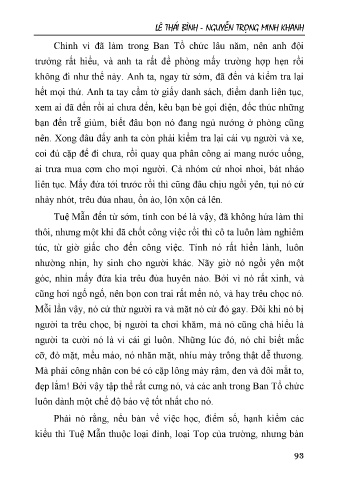 LÊ THÁI BÌNH - NGUYỄN TRỌNG MINH KHANH
Chính vì đã làm trong Ban Tổ chức lâu năm, nên anh đội
trưởng rất hiểu, và anh ta rất đề phòng mấy trường hợp hẹn rồi
không đi như thế này. Anh ta, ngay từ sớm, đã đến và kiểm tra lại
hết mọi thứ. Anh ta tay cầm tờ giấy danh sách, điểm danh liên tục,
xem ai đã đến rồi ai chưa đến, kêu bạn bè gọi điện, dốc thúc những
bạn đến trễ giùm, biết đâu bọn nó đang ngủ nướng ở phòng cũng
nên. Xong đâu đấy anh ta còn phải kiểm tra lại cái vụ người và xe,
coi đủ cặp để đi chưa, rồi quay qua phân công ai mang nước uống,
ai trưa mua cơm cho mọi người. Cả nhóm cứ nhoi nhoi, bát nháo
liên tục. Mấy đứa tới trước rồi thì cũng đâu chịu ngồi yên, tụi nó cứ
nhảy nhót, trêu đùa nhau, ồn ào, lộn xộn cả lên.
Tuệ Mẫn đến từ sớm, tính con bé là vậy, đã không hứa làm thì
thôi, nhưng một khi đã chốt công việc rồi thì cô ta luôn làm nghiêm
túc, từ giờ giấc cho đến công việc. Tính nó rất hiền lành, luôn
nhường nhịn, hy sinh cho người khác. Nãy giờ nó ngồi yên một
góc, nhìn mấy đứa kia trêu đùa huyên náo. Bởi vì nó rất xinh, và
cũng hơi ngố ngố, nên bọn con trai rất mến nó, và hay trêu chọc nó.
Mỗi lần vậy, nó cứ thừ người ra và mặt nó cứ đỏ gay. Đôi khi nó bị
người ta trêu chọc, bị người ta chơi khăm, mà nó cũng chả hiểu là
người ta cười nó là vì cái gì luôn. Những lúc đó, nó chỉ biết mắc
cỡ, đỏ mặt, mếu máo, nó nhăn mặt, nhíu mày trông thật dễ thương.
Mà phải công nhận con bé có cặp lông mày rậm, đen và đôi mắt to,
đẹp lắm! Bởi vậy tập thể rất cưng nó, và các anh trong Ban Tổ chức
luôn dành một chế độ bảo vệ tốt nhất cho nó.
Phải nó rằng, nếu bàn về việc học, điểm số, hạnh kiểm các
kiểu thì Tuệ Mẫn thuộc loại đỉnh, loại Top của trường, nhưng bàn
93